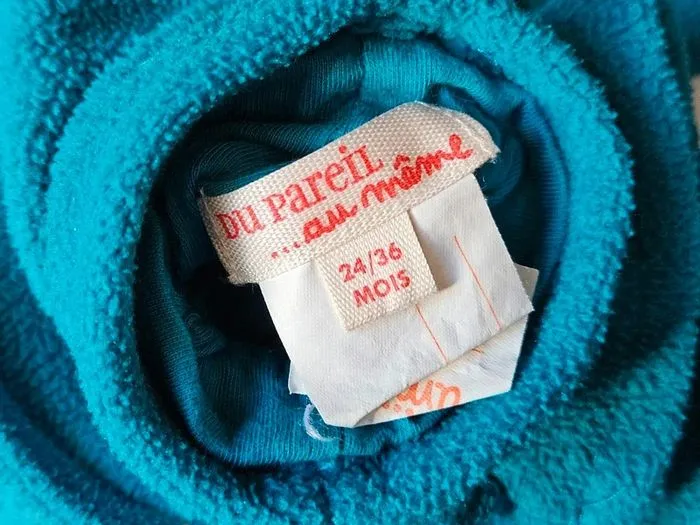 DU PAREIL
...au même
24/36
MOIS